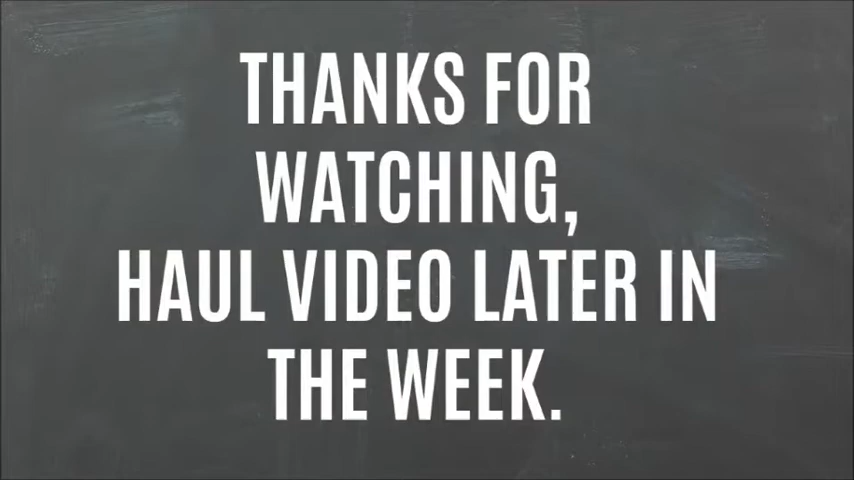 THANKS FOR
WATCHING,
HAUL VIDEO LATER IN
THE WEEK.